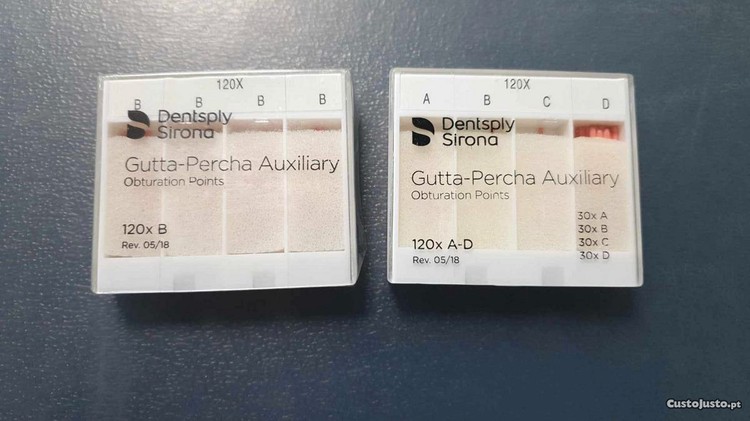 120X
B B B B
Dentsply
Sirona
Gutta-Percha Auxiliary
Obturation Points
120x B
Rev. 05/18
120X
A B C D
Dentsply
Sirona
Gutta-Percha Auxiliary
Obturation Points
30x A
30x B
120x A-D
30x C
Rev. 05/18
30x D
CustoJusto.pt